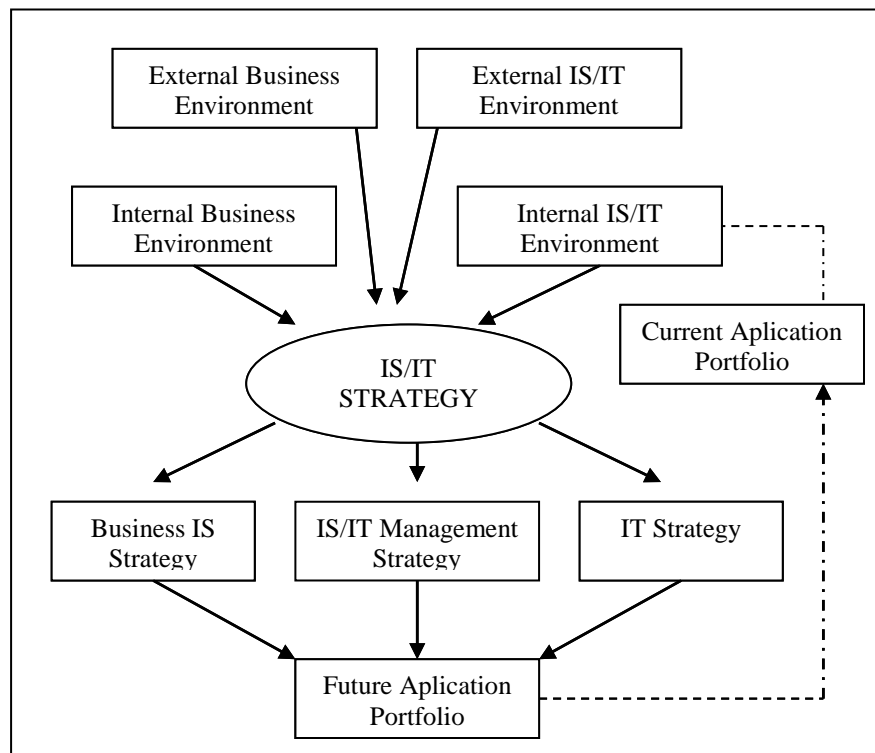 External Business
Environment
External IS/IT
Environment
Internal Business
Environment
Internal IS/IT
Environment
Current Aplication
Portfolio
IS/IT
STRATEGY
Business IS
Strategy
IS/IT Management
Strategy
IT Strategy
Future Aplication
Portfolio